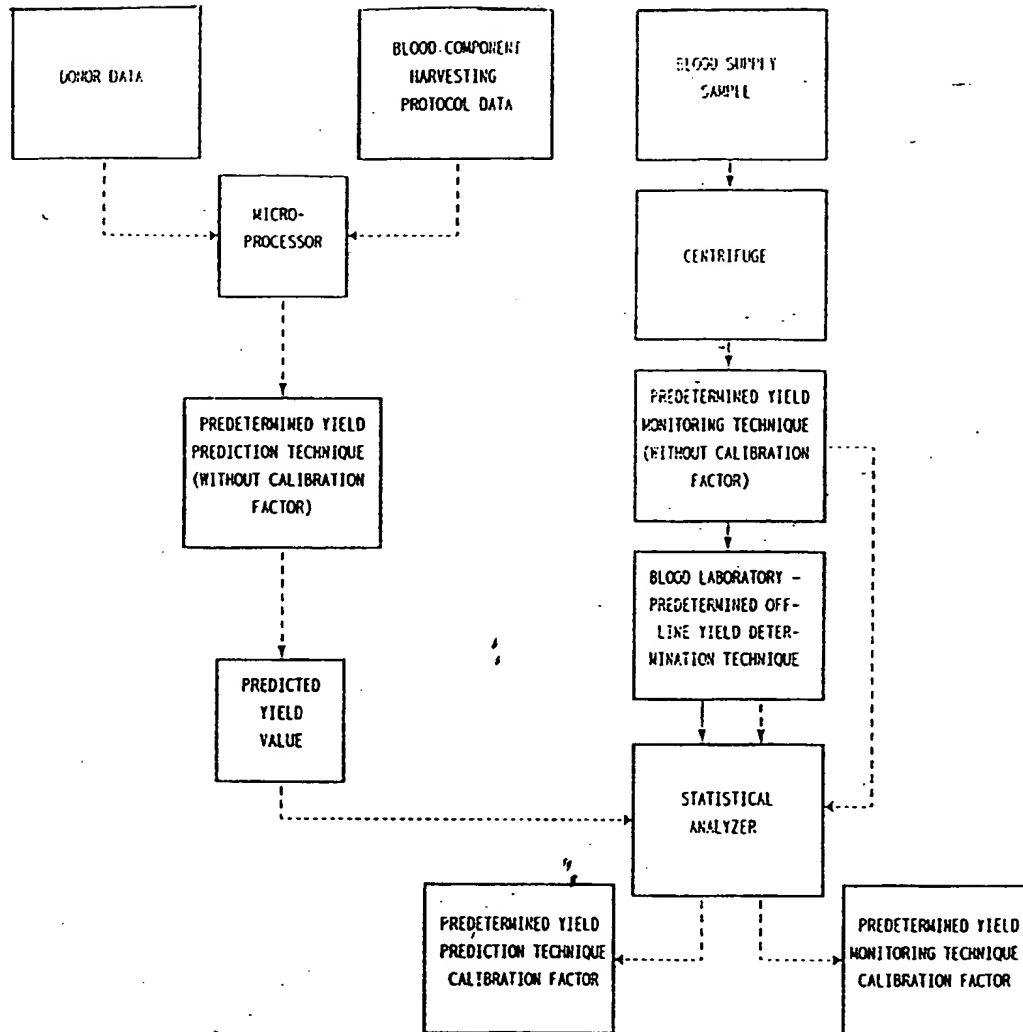 DONOR DATA
BLOOD COMPONENT
HARVESTING
PROTOCOL DATA
BLOOD SUPPLY
SAMPLE
MICRO-
PROCESSOR
CENTRIFUGE
PREDETERMINED YIELD
PREDICTION TECHNIQUE
(WITHOUT CALIBRATION
FACTOR)
PREDETERMINED YIELD
MONITORING TECHNIQUE
(WITHOUT CALIBRATION
FACTOR)
BLOOD LABORATORY -
PREDETERMINED OFF-
LINE YIELD DETER-
MINATION TECHNIQUE
PREDICTED
YIELD
VALUE
STATISTICAL
ANALYZER
PREDETERMINED YIELD
PREDICTION TECHNIQUE
CALIBRATION FACTOR
PREDETERMINED YIELD
MONITORING TECHNIQUE
CALIBRATION FACTOR